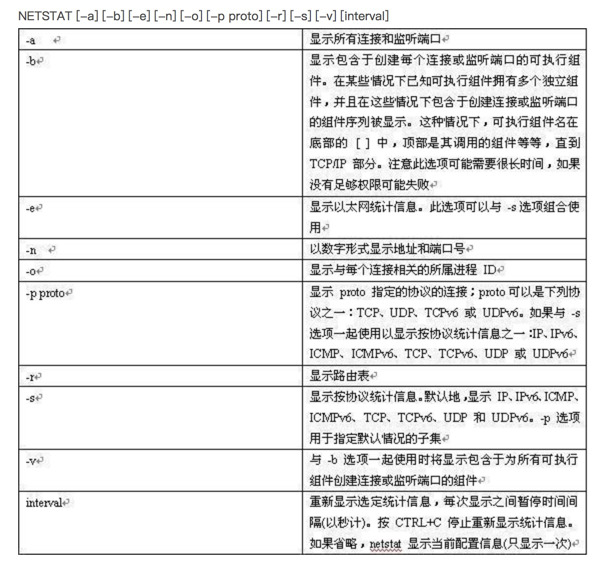 NETSTAT [–a] [–b] [–e] [–n] [–o] [–p proto] [–r] [–s] [–v] [interval]
-a 显示所有连接和监听端口
-b 显示包含于创建每个连接或监听端口的可执行组
件。在某些情况下已知可执行组件拥有多个独立组
件，并且在这些情况下包含于创建连接或监听端口
的组件序列被显示。这种情况下，可执行组件名在
底部的 [ ] 中，顶部是其调用的组件等等，直到
TCP/IP 部分。注意此选项可能需要很长时间，如果
没有足够权限可能失败
-e 显示以太网统计信息。此选项可以与 -s 选项组合使
用
-n 以数字形式显示地址和端口号
-o 显示与每个连接相关的所属进程 ID
-p proto 显示 proto 指定的协议的连接；proto 可以是下列协
议之一：TCP、UDP、TCPv6 或 UDPv6。如果与 -s
选项一起使用以显示按协议统计信息之一：IP、IPv6、
ICMP、ICMPv6、TCP、TCPv6、UDP 或 UDPv6
-r 显示路由表
-s 显示按协议统计信息。默认地，显示 IP、IPv6、ICMP、
ICMPv6、TCP、TCPv6、UDP 和 UDPv6。-p 选项
用于指定默认情况的子集
-v 与 -b 选项一起使用时将显示包含于为所有可执行
组件创建连接或监听端口的组件
interval 重新显示选定统计信息，每次显示之间暂停时间间
隔(以秒计)。按 CTRL+C 停止重新显示统计信息。
如果省略，netstat 显示当前配置信息(只显示一次)